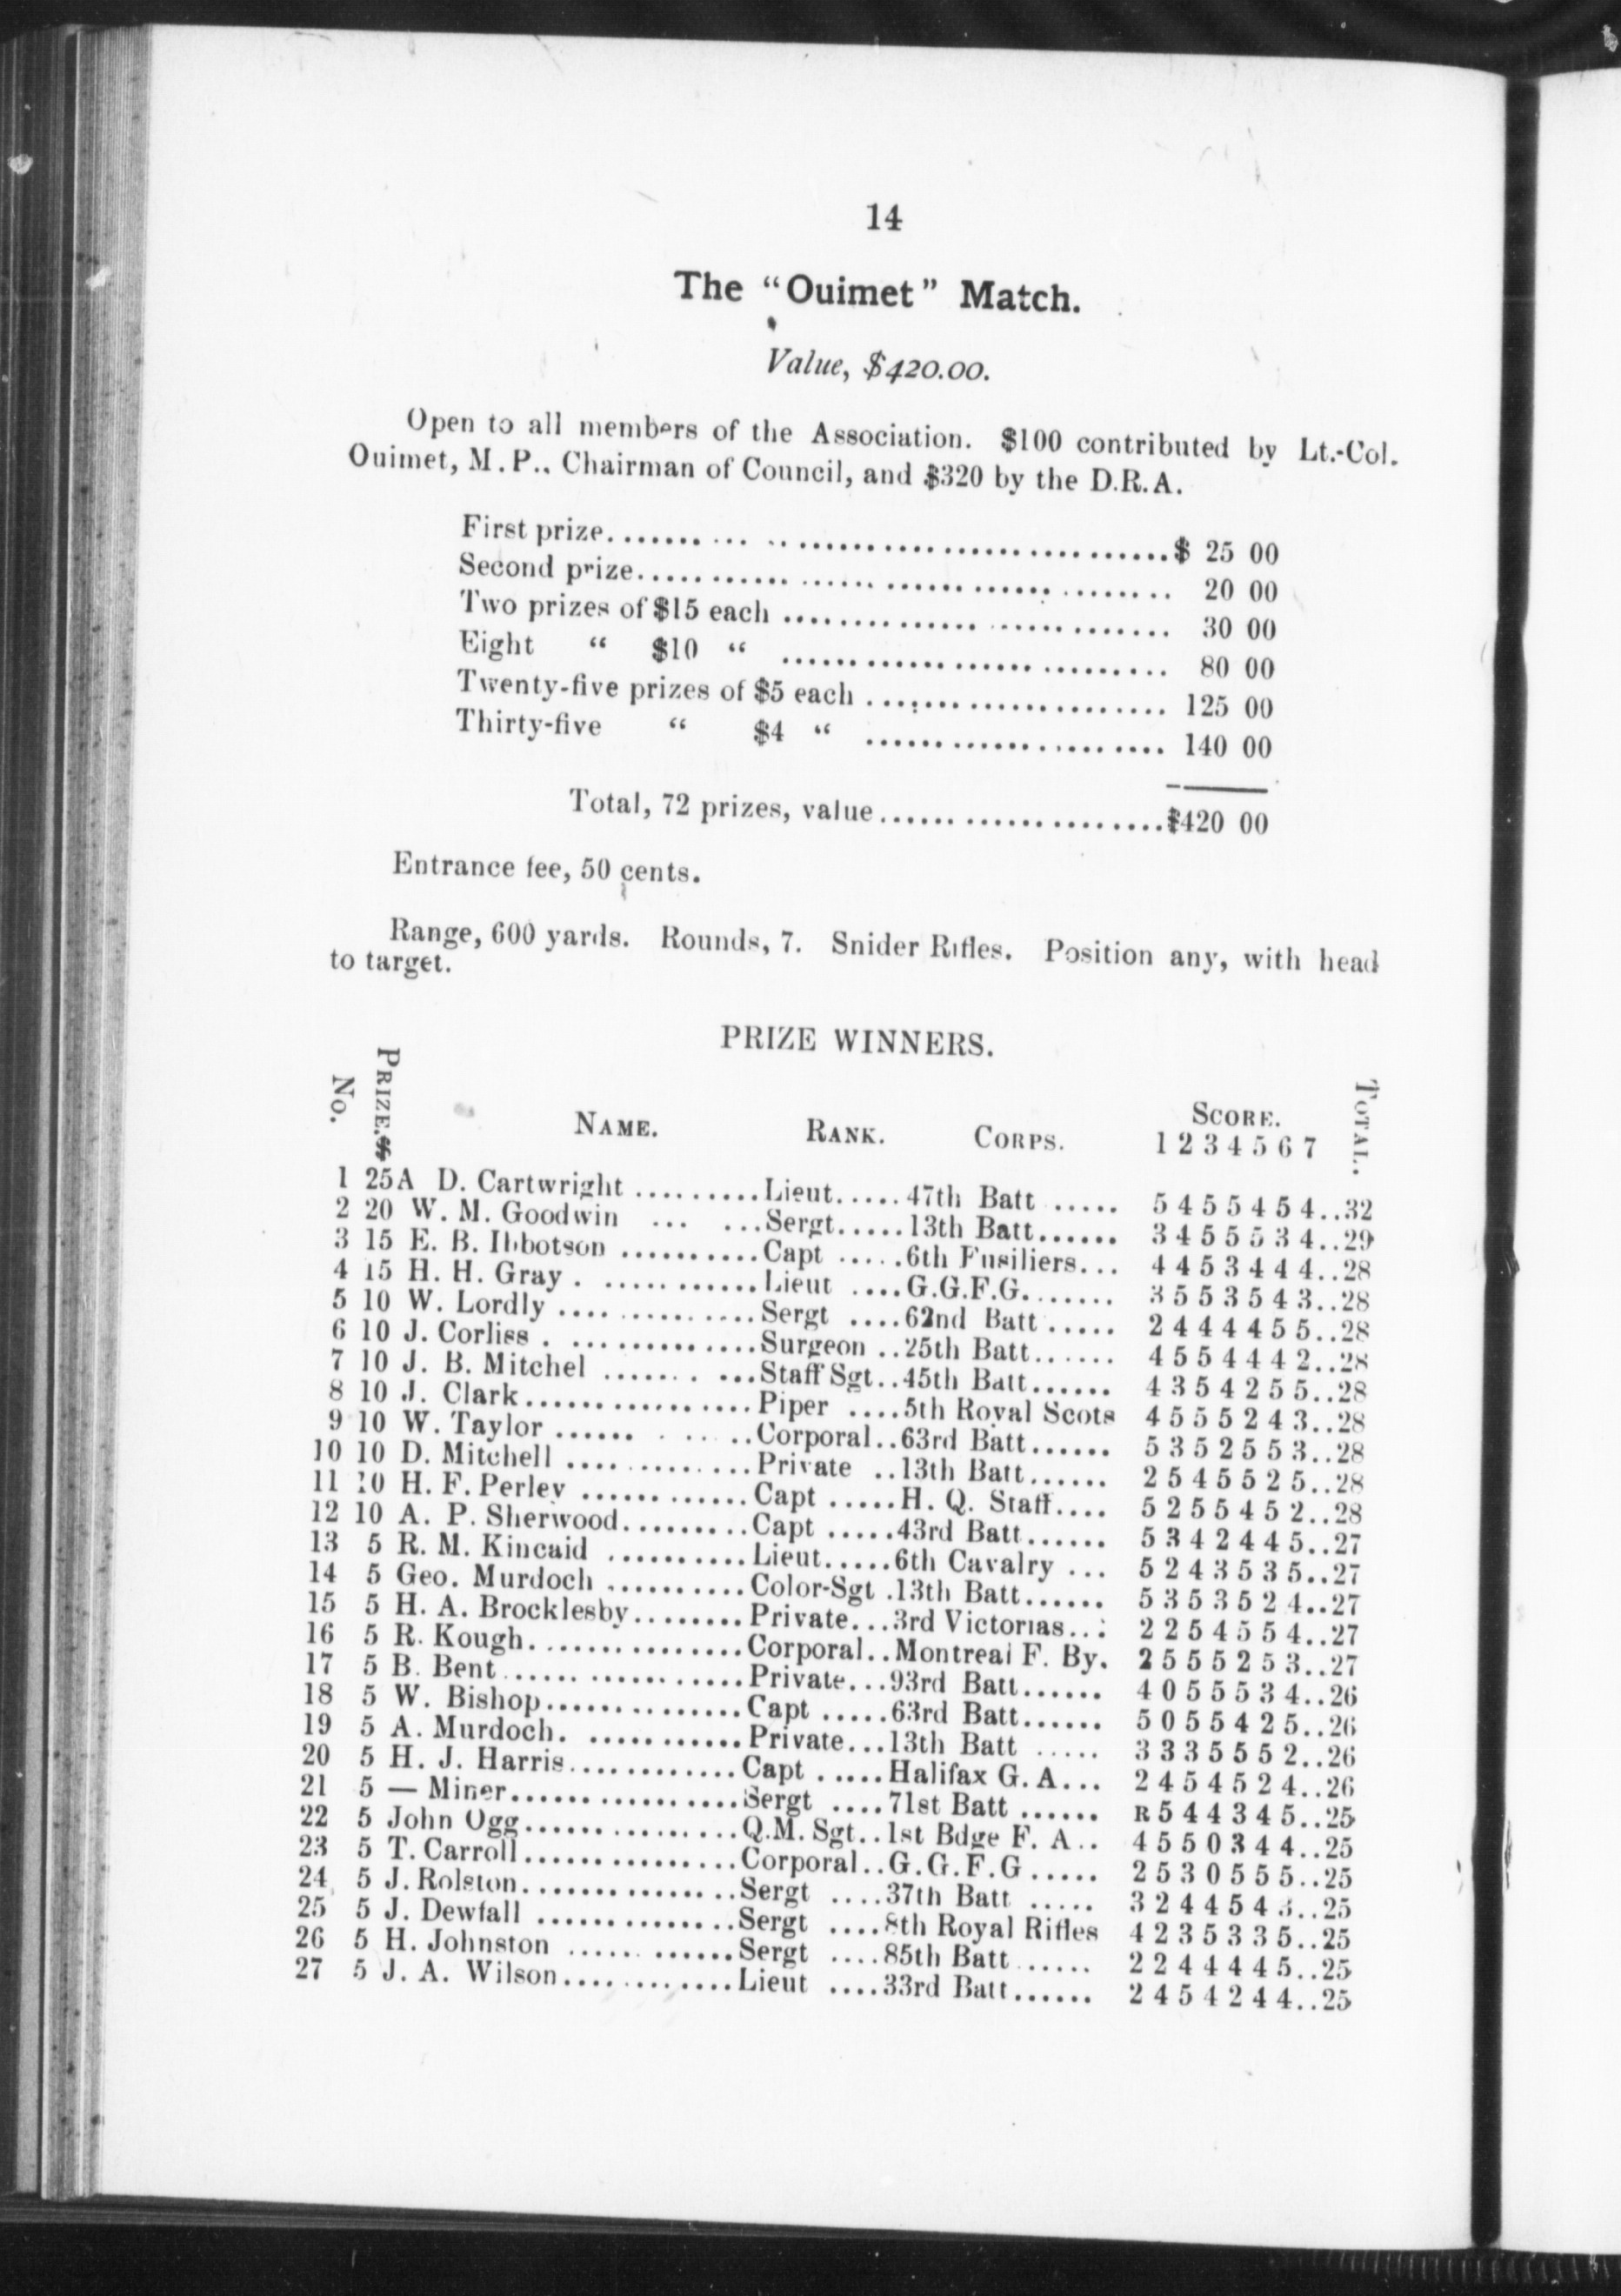 14
The "Ouimet" Match.
Value, $420.00.
Open to all members of the Association. $100 contributed by Lt.-Col.
Ouimet, M.P., Chairman of Council, and $320 by the D.R.A.
First prize.......................................$ 25 00
Second prize....................................... 20 00
Two prizes of $15 each ........................... 30 00
Eight " $10 " ........................... 80 00
Twenty-five prizes of $5 each ..................... 125 00
Thirty-five " $4 " ..................... 140 00
Total, 72 prizes, value.....................$420 00
Entrance fee, 50 cents.
Range, 600 yards. Rounds, 7. Snider Rifles. Position any, with head
to target.
PRIZE WINNERS.
No. PRIZE.$ NAME. RANK. CORPS. SCORE. TOTAL.
1 2 3 4 5 6 7
1 25 A D. Cartwright .........Lieut.....47th Batt ..... 5 4 5 5 4 5 4..32
2 20 W. M. Goodwin ... ...Sergt.....13th Batt...... 3 4 5 5 5 3 4..29
3 15 E. B. Ibbotson ..........Capt .....6th Fusiliers... 4 4 5 3 4 4 4..28
4 15 H. H. Gray . ...........Lieut ....G.G.F.G....... 3 5 5 3 5 4 3..28
5 10 W. Lordly .............Sergt ....62nd Batt ..... 2 4 4 4 4 5 5..28
6 10 J. Corliss . .............Surgeon ..25th Batt...... 4 5 5 4 4 4 2..28
7 10 J. B. Mitchel ...... . ...Staff Sgt..45th Batt...... 4 3 5 4 2 5 5..28
8 10 J. Clark................Piper ....5th Royal Scots 4 5 5 5 2 4 3..28
9 10 W. Taylor ...... . ... ..Corporal..63rd Batt...... 5 3 5 2 5 5 3..28
10 10 D. Mitchell .............Private ..13th Batt...... 2 5 4 5 5 2 5..28
11 10 H. F. Perley ............Capt .....H. Q. Staff.... 5 2 5 5 4 5 2..28
12 10 A. P. Sherwood.........Capt .....43rd Batt...... 5 3 4 2 4 4 5..27
13 5 R. M. Kincaid ..........Lieut.....6th Cavalry ... 5 2 4 3 5 3 5..27
14 5 Geo. Murdoch ..........Color-Sgt .13th Batt...... 5 3 5 3 5 2 4..27
15 5 H. A. Brocklesby........Private...3rd Victorias... 2 2 5 4 5 5 4..27
16 5 R. Kough...............Corporal..Montreal F. By. 2 5 5 5 2 5 3..27
17 5 B. Bent.................Private...93rd Batt...... 4 0 5 5 5 3 4..26
18 5 W. Bishop..............Capt .....63rd Batt...... 5 0 5 5 4 2 5..26
19 5 A. Murdoch. ...........Private...13th Batt ..... 3 3 3 5 5 5 2..26
20 5 H. J. Harris............Capt .....Halifax G. A... 2 4 5 4 5 2 4..26
21 5 — Miner................Sergt ....71st Batt ...... R 5 4 4 3 4 5..25
22 5 John Ogg...............Q.M. Sgt..1st Bdge F. A.. 4 5 5 0 3 4 4..25
23 5 T. Carroll...............Corporal..G.G.F.G ..... 2 5 3 0 5 5 5..25
24 5 J. Rolston...............Sergt ....37th Batt ..... 3 2 4 4 5 4 3..25
25 5 J. Dewfall ..............Sergt ....8th Royal Rifles 4 2 3 5 3 3 5..25
26 5 H. Johnston ............Sergt ....85th Batt ...... 2 2 4 4 4 4 5..25
27 5 J. A. Wilson............Lieut ....33rd Batt...... 2 4 5 4 2 4 4..25